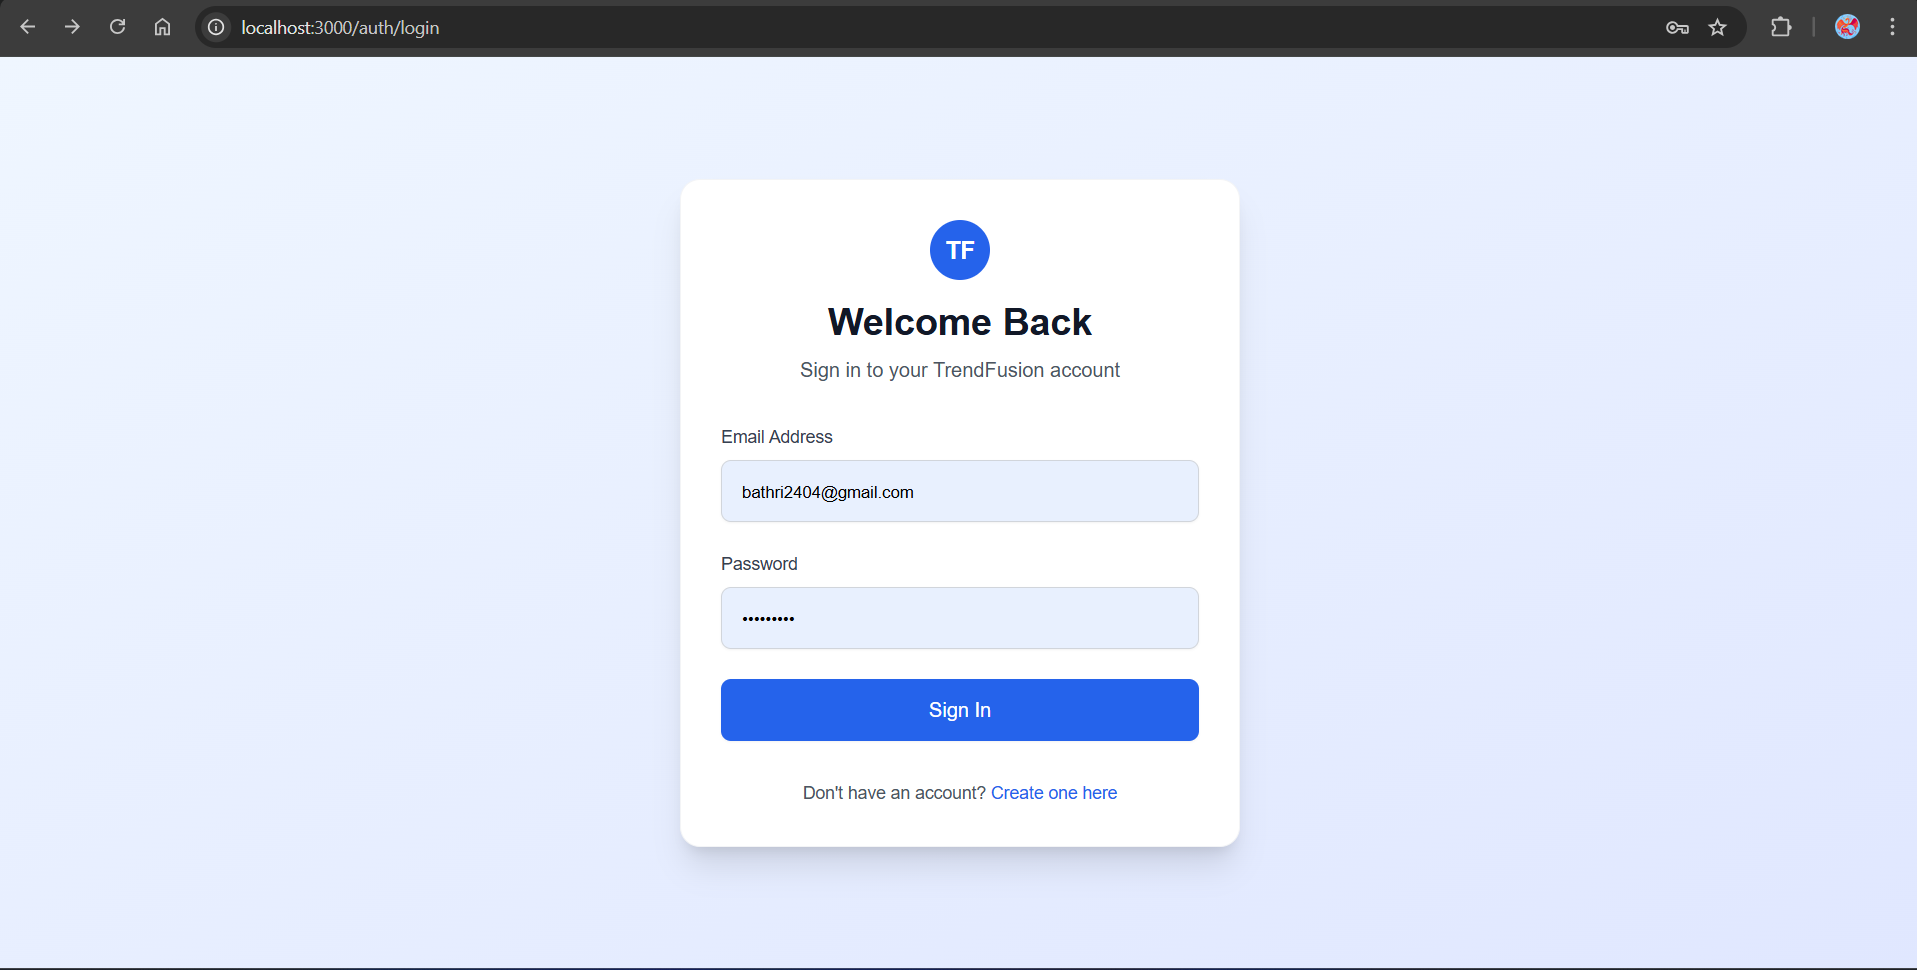 localhost:3000/auth/login
TF
Welcome Back
Sign in to your TrendFusion account
Email Address
bathri2404@gmail.com
Password
•••••••••
Sign In
Don't have an account? Create one here